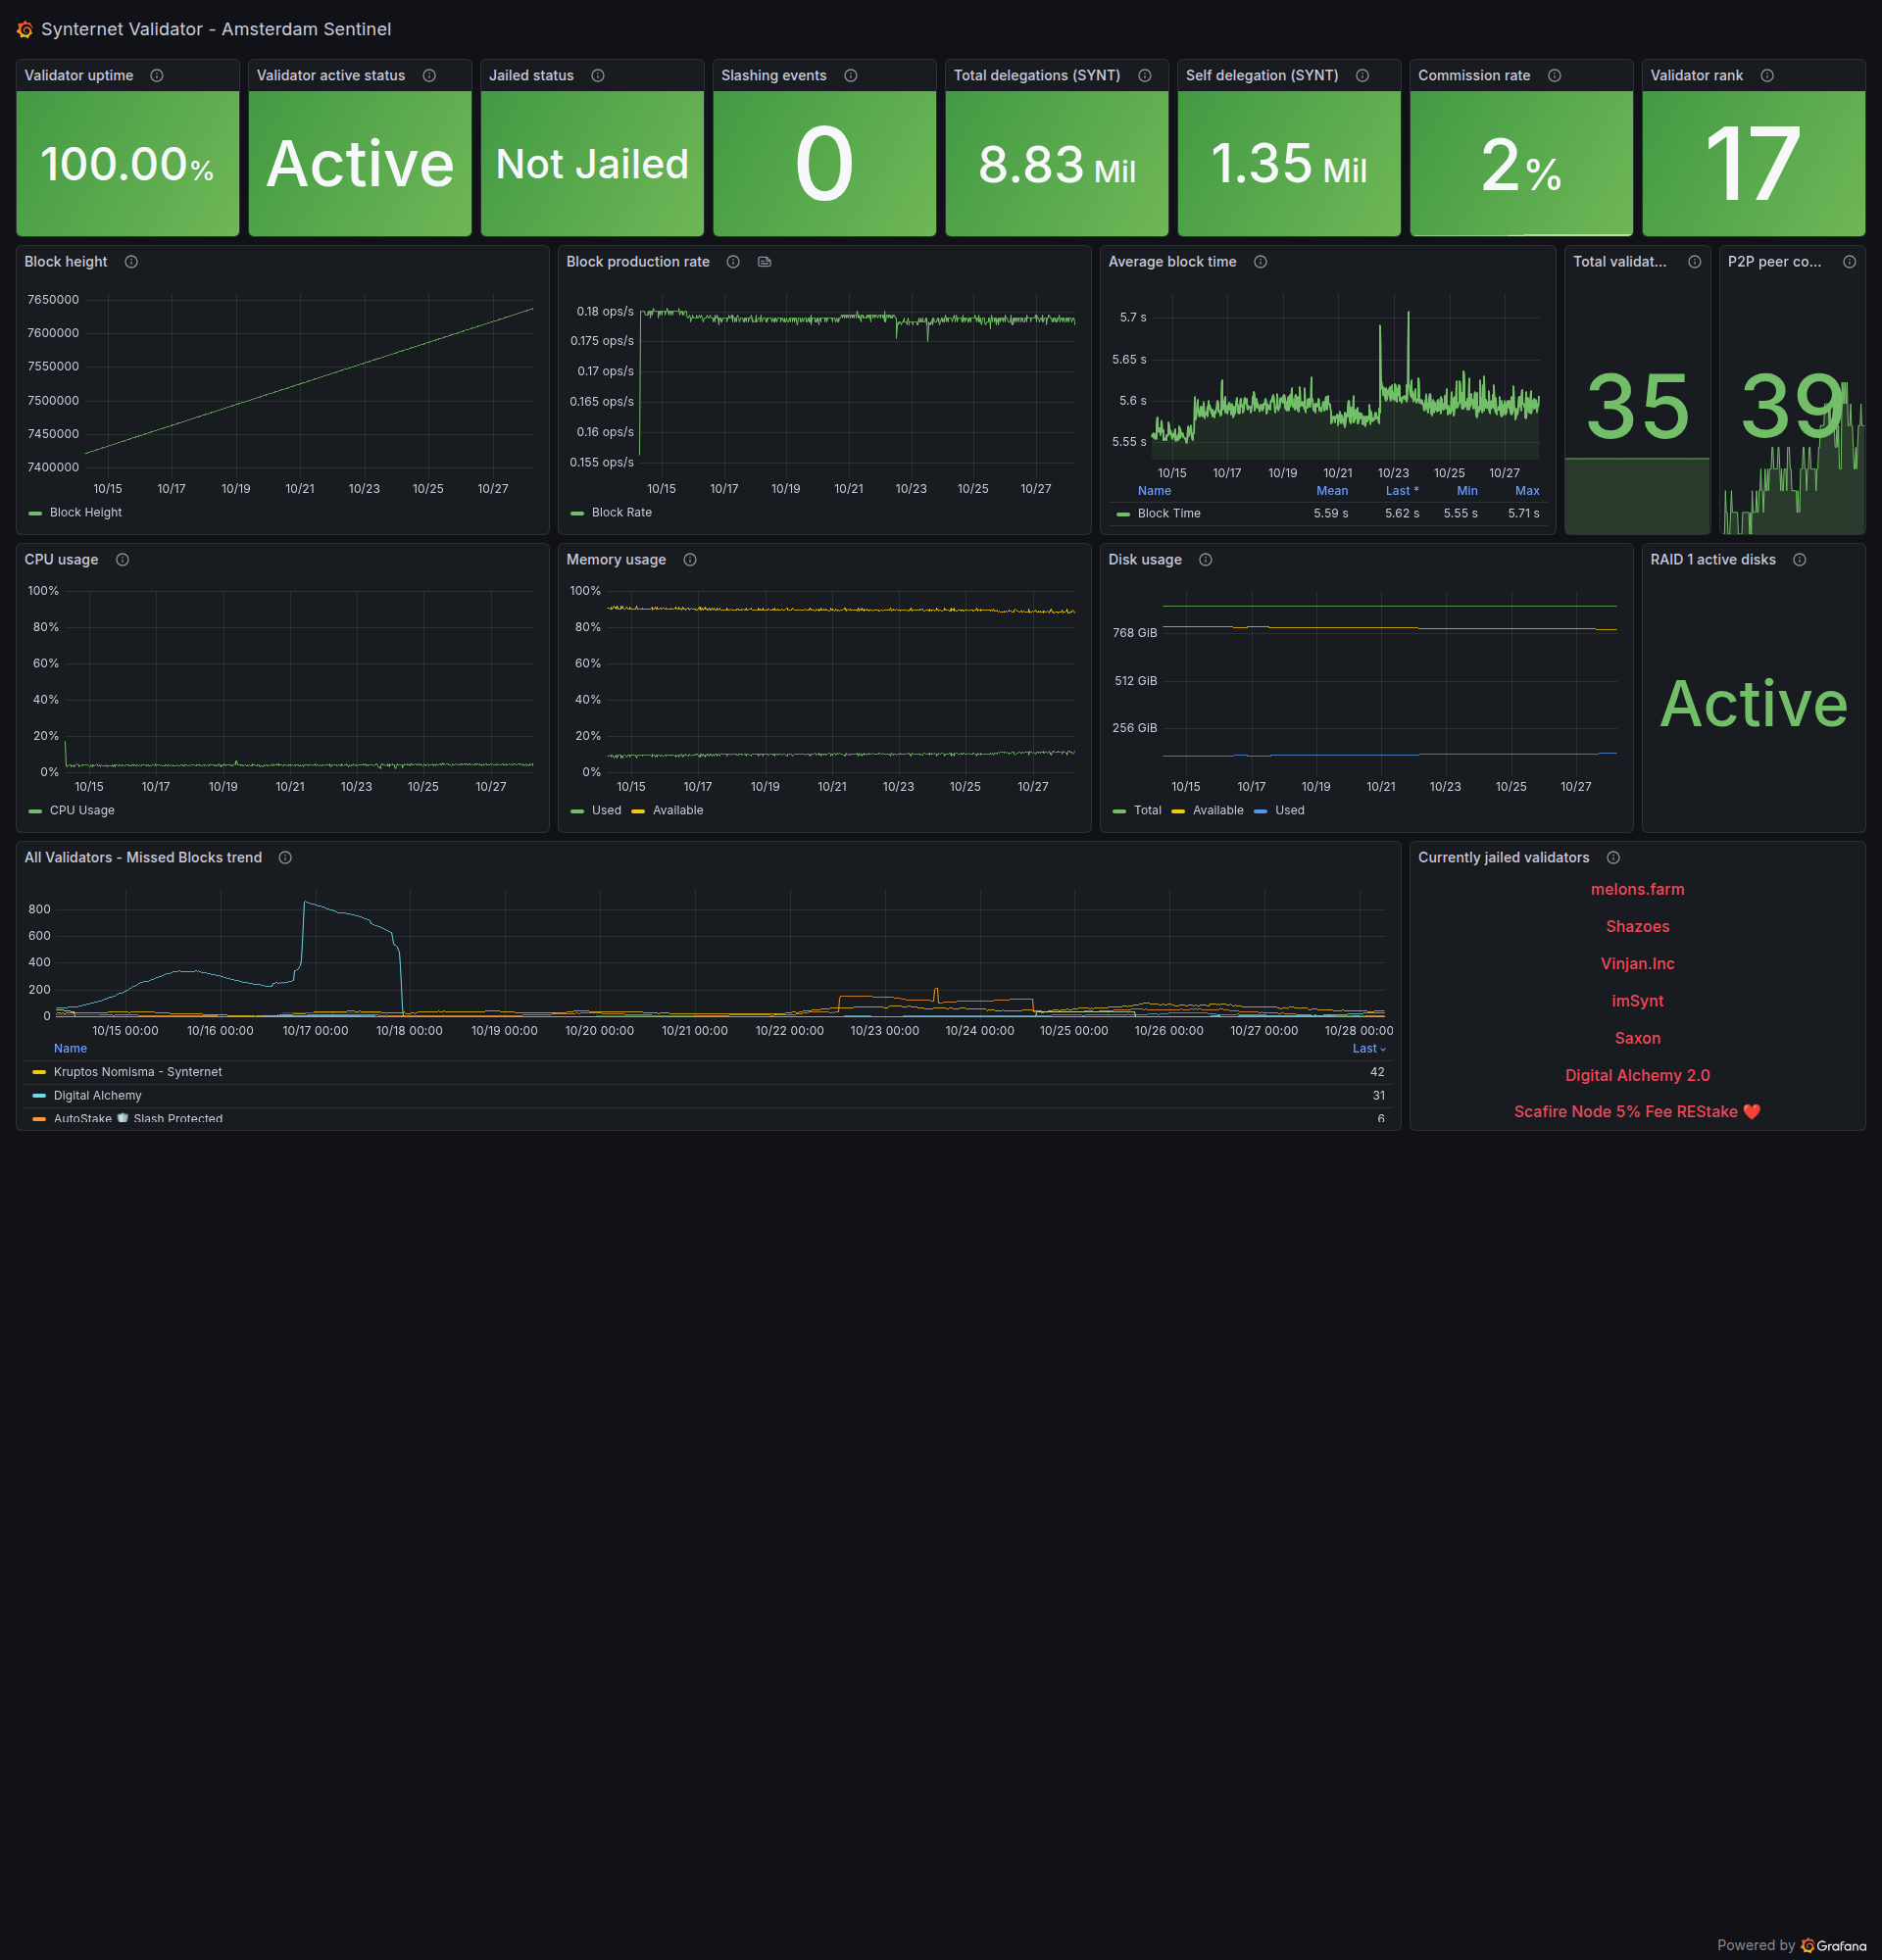 Synternet Validator - Amsterdam Sentinel
Validator uptime
100.00%
Validator active status
Active
Jailed status
Not Jailed
Slashing events
0
Total delegations (SYNT)
8.83 Mil
Self delegation (SYNT)
1.35 Mil
Commission rate
2%
Validator rank
17
Block height
7650000
7600000
7550000
7500000
7450000
7400000
10/15 10/17 10/19 10/21 10/23 10/25 10/27
Block Height
Block production rate
0.18 ops/s
0.175 ops/s
0.17 ops/s
0.165 ops/s
0.16 ops/s
0.155 ops/s
10/15 10/17 10/19 10/21 10/23 10/25 10/27
Block Rate
Average block time
5.7 s
5.65 s
5.6 s
5.55 s
10/15 10/17 10/19 10/21 10/23 10/25 10/27
Name Mean Last * Min Max
Block TIme 5.59 s 5.62 s 5.55 s 5.71 s
Total validat...
35
P2P peer co...
39
CPU usage
100%
80%
60%
40%
20%
0%
10/15 10/17 10/19 10/21 10/23 10/25 10/27
CPU Usage
Memory usage
100%
80%
60%
40%
20%
0%
10/15 10/17 10/19 10/21 10/23 10/25 10/27
Used Available
Disk usage
768 GiB
512 GiB
256 GiB
10/15 10/17 10/19 10/21 10/23 10/25 10/27
Total Available Used
RAID 1 active disks
Active
All Validators - Missed Blocks trend
800
600
400
200
0
10/15 00:00 10/16 00:00 10/17 00:00 10/18 00:00 10/19 00:00 10/20 00:00 10/21 00:00 10/22 00:00 10/23 00:00 10/24 00:00 10/25 00:00 10/26 00:00 10/27 00:00 10/28 00:00
Name Last
Kruptos Nomisma - Synternet 42
Digital Alchemy 31
AutoStake 🛡️ Slash Protected 6
Currently jailed validators
melons.farm
Shazoes
Vinjan.Inc
imSynt
Saxon
Digital Alchemy 2.0
Scafire Node 5% Fee REStake ❤️
Powered by Grafana